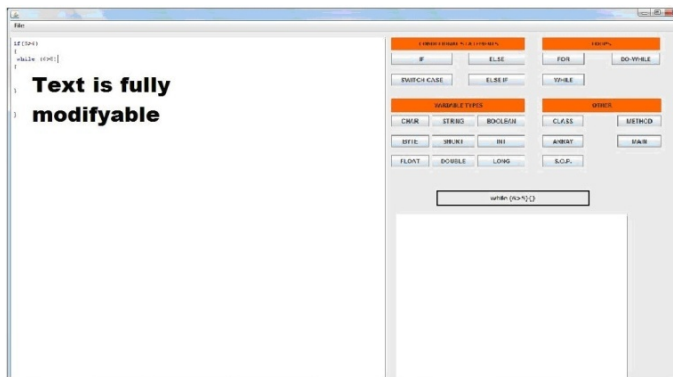 File
if(5>4)
{
while (6>5)
{
Text is fully
modifyable
}
}
CONDITIONAL STATEMENTS
LOOPS
IF
ELSE
FOR
DO-WHILE
SWITCH CASE
ELSE IF
WHILE
VARIABLE TYPES
OTHER
CHAR
STRING
BOOLEAN
CLASS
METHOD
BYTE
SHORT
INT
ARRAY
MAIN
FLOAT
DOUBLE
LONG
S.O.P.
while (6>5){}